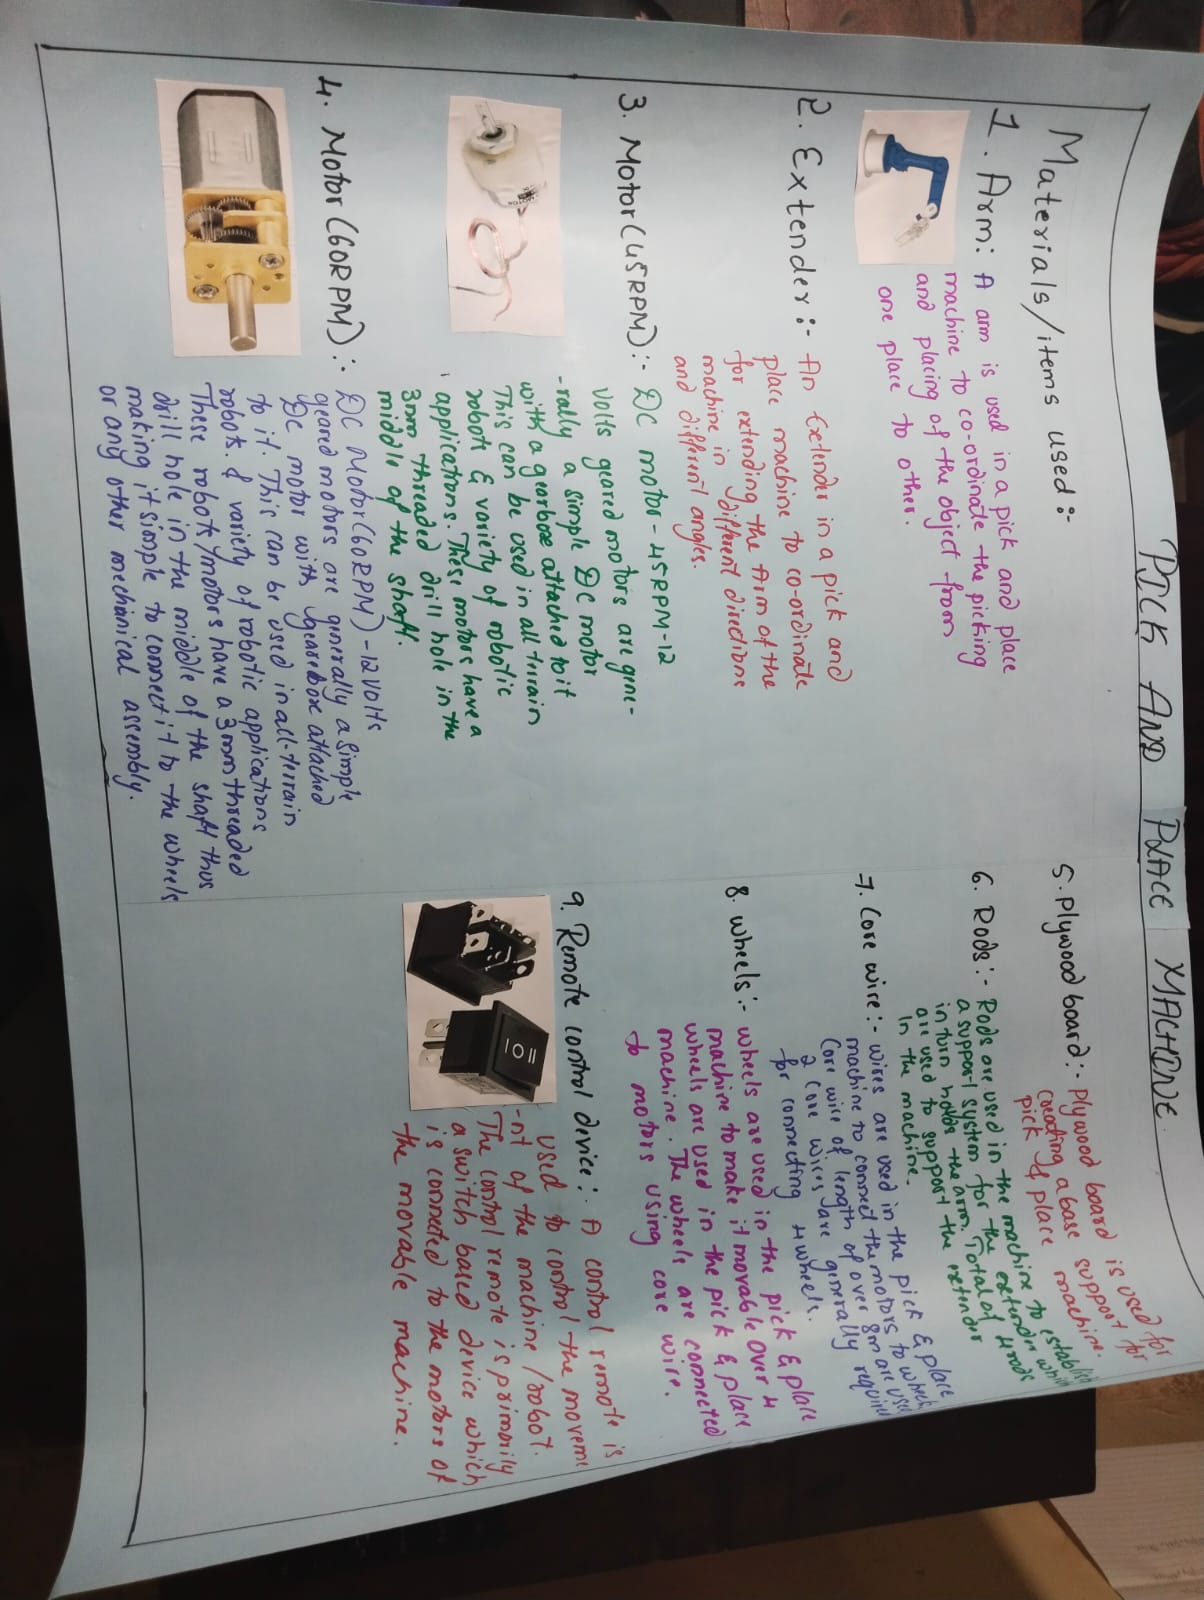 PICK AND PLACE MACHINE
Materials/items used:-
1. Arm: A arm is used in a pick and place
machine to co-ordinate the picking
and placing of the object from
one place to other.
2. Extender:- An Extender in a pick and
place machine to co-ordinate
for extending the Arm of the
machine in different directions
and different angles.
3. Motor(45RPM):- DC motor-45RPM-12
Volts geared motors are gene-
-rally a simple DC motor
with a gearbox attached to it
This can be used in all terrain
robots & variety of robotic
applications. These motors have a
3mm threaded drill hole in the
middle of the shaft.
4. Motor(60RPM):- DC Motor(60RPM)-12Volts
geared motors are generally a simple
DC motor with gearbox attached
to it. This can be used in all-terrain
robots & variety of robotic applications
These robots/motors have a 3mm threaded
drill hole in the middle of the shaft thus
making it simple to connect it to the wheels
or any other mechanical assembly.
5. Plywood board:- Plywood board is used for
creating a base support for
pick & place machine.
6. Rods:- Rods are used in the machine to establish
a support system for the extender which
in turn holds the arm. Total of 4 rods
are used to support the extender
In the machine.
7. Core wire:- wires are used in the pick & place
machine to connect the motors to wheels
Core wire of length of over 8m are used
2 core wires are generally required
for connecting 4 wheels.
8. wheels:- wheels are used in the pick & place
machine to make it movable Over 4
wheels are used in the pick & place
machine. The wheels are connected
to motors using core wire.
9. Remote control device:- A control remote is
used to control the moveme
-nt of the machine/robot.
The control remote is primarily
a switch based device which
is connected to the motors of
the movable machine.